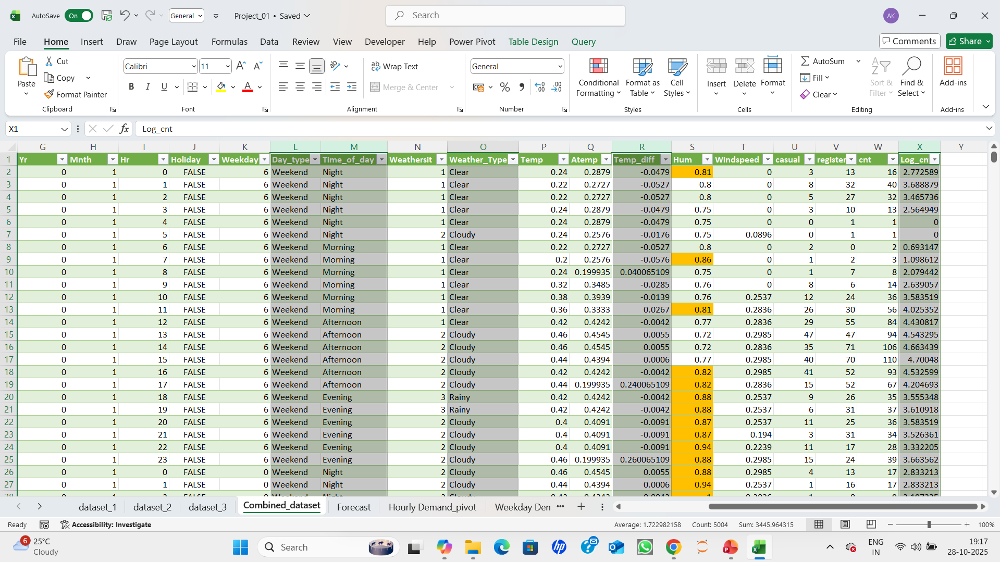 AutoSave On General Project_01 • Saved Search AK
File Home Insert Draw Page Layout Formulas Data Review View Developer Help Power Pivot Table Design Query Comments Share
Paste Cut Copy Format Painter Clipboard
Calibri 11 B I U A Font
Wrap Text Merge & Center Alignment
General % Number
Conditional Formatting Format as Table Cell Styles Styles
Insert Delete Format Cells
AutoSum Fill Clear Sort & Filter Find & Select Editing
Add-ins Add-ins
X1 fx Log_cnt
G H I J K L M N O P Q R S T U V W X Y
1 Yr Mnth Hr Holiday Weekday Day_type Time_of_day Weathersit Weather_Type Temp Atemp Temp_diff Hum Windspeed casual register cnt Log_cn
2 0 1 0 FALSE 6 Weekend Night 1 Clear 0.24 0.2879 -0.0479 0.81 0 3 13 16 2.772589
3 0 1 1 FALSE 6 Weekend Night 1 Clear 0.22 0.2727 -0.0527 0.8 0 8 32 40 3.688879
4 0 1 2 FALSE 6 Weekend Night 1 Clear 0.22 0.2727 -0.0527 0.8 0 5 27 32 3.465736
5 0 1 3 FALSE 6 Weekend Night 1 Clear 0.24 0.2879 -0.0479 0.75 0 3 10 13 2.564949
6 0 1 4 FALSE 6 Weekend Night 1 Clear 0.24 0.2879 -0.0479 0.75 0 0 1 1 0
7 0 1 5 FALSE 6 Weekend Night 2 Cloudy 0.24 0.2576 -0.0176 0.75 0.0896 0 1 1 0
8 0 1 6 FALSE 6 Weekend Morning 1 Clear 0.22 0.2727 -0.0527 0.8 0 2 0 2 0.693147
9 0 1 7 FALSE 6 Weekend Morning 1 Clear 0.2 0.2576 -0.0576 0.86 0 1 2 3 1.098612
10 0 1 8 FALSE 6 Weekend Morning 1 Clear 0.24 0.199935 0.040065109 0.75 0 1 7 8 2.079442
11 0 1 9 FALSE 6 Weekend Morning 1 Clear 0.32 0.3485 -0.0285 0.76 0 8 6 14 2.639057
12 0 1 10 FALSE 6 Weekend Morning 1 Clear 0.38 0.3939 -0.0139 0.76 0.2537 12 24 36 3.583519
13 0 1 11 FALSE 6 Weekend Morning 1 Clear 0.36 0.3333 0.0267 0.81 0.2836 26 30 56 4.025352
14 0 1 12 FALSE 6 Weekend Afternoon 1 Clear 0.42 0.4242 -0.0042 0.77 0.2836 29 55 84 4.430817
15 0 1 13 FALSE 6 Weekend Afternoon 2 Cloudy 0.46 0.4545 0.0055 0.72 0.2985 47 47 94 4.543295
16 0 1 14 FALSE 6 Weekend Afternoon 2 Cloudy 0.46 0.4545 0.0055 0.72 0.2836 35 71 106 4.663439
17 0 1 15 FALSE 6 Weekend Afternoon 2 Cloudy 0.44 0.4394 0.0006 0.77 0.2985 40 70 110 4.70048
18 0 1 16 FALSE 6 Weekend Afternoon 2 Cloudy 0.42 0.4242 -0.0042 0.82 0.2985 41 52 93 4.532599
19 0 1 17 FALSE 6 Weekend Afternoon 2 Cloudy 0.44 0.199935 0.240065109 0.82 0.2836 15 52 67 4.204693
20 0 1 18 FALSE 6 Weekend Evening 3 Rainy 0.42 0.4242 -0.0042 0.88 0.2537 9 26 35 3.555348
21 0 1 19 FALSE 6 Weekend Evening 3 Rainy 0.42 0.4242 -0.0042 0.88 0.2537 6 31 37 3.610918
22 0 1 20 FALSE 6 Weekend Evening 2 Cloudy 0.4 0.4091 -0.0091 0.87 0.2537 11 25 36 3.583519
23 0 1 21 FALSE 6 Weekend Evening 2 Cloudy 0.4 0.4091 -0.0091 0.87 0.194 3 31 34 3.526361
24 0 1 22 FALSE 6 Weekend Evening 2 Cloudy 0.4 0.4091 -0.0091 0.94 0.2239 11 17 28 3.332205
25 0 1 23 FALSE 6 Weekend Evening 2 Cloudy 0.46 0.199935 0.260065109 0.88 0.2985 15 24 39 3.663562
26 0 1 0 FALSE 0 Weekend Night 2 Cloudy 0.46 0.4545 0.0055 0.88 0.2985 4 13 17 2.833213
27 0 1 1 FALSE 0 Weekend Night 2 Cloudy 0.44 0.4394 0.0006 0.94 0.2537 1 16 17 2.833213
dataset_1 dataset_2 dataset_3 Combined_dataset Forecast Hourly Demand_pivot Weekday Den ••• +
Ready Accessibility: Investigate Average: 1.722982158 Count: 5004 Sum: 3445.964315 100%
6 25°C Cloudy Search ENG IN 19:17 28-10-2025